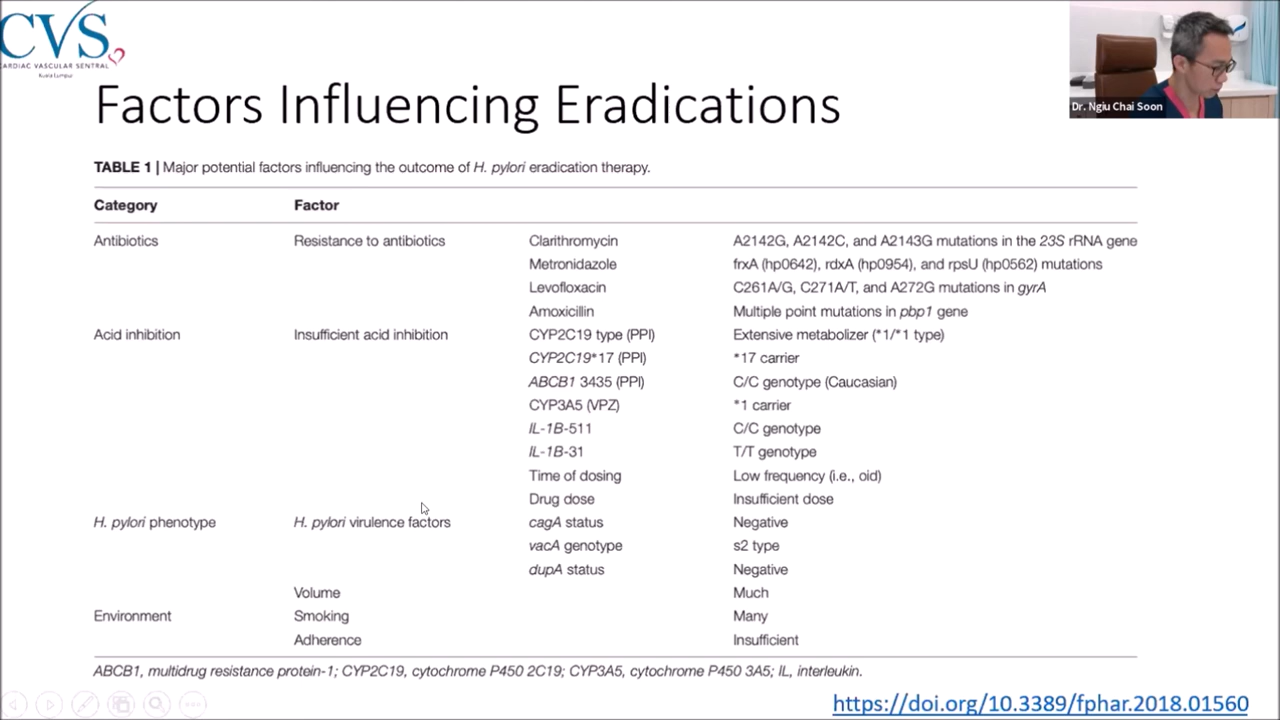 CVS
CARDIAC VASCULAR SENTRAL
Kuala Lumpur
Dr. Ngiu Chai Soon
Factors Influencing Eradications
TABLE 1 | Major potential factors influencing the outcome of H. pylori eradication therapy.
Category Factor
Antibiotics Resistance to antibiotics Clarithromycin A2142G, A2142C, and A2143G mutations in the 23S rRNA gene
Metronidazole frxA (hp0642), rdxA (hp0954), and rpsU (hp0562) mutations
Levofloxacin C261A/G, C271A/T, and A272G mutations in gyrA
Amoxicillin Multiple point mutations in pbp1 gene
Acid inhibition Insufficient acid inhibition CYP2C19 type (PPI) Extensive metabolizer (*1/*1 type)
CYP2C19*17 (PPI) *17 carrier
ABCB1 3435 (PPI) C/C genotype (Caucasian)
CYP3A5 (VPZ) *1 carrier
IL-1B-511 C/C genotype
IL-1B-31 T/T genotype
Time of dosing Low frequency (i.e., oid)
Drug dose Insufficient dose
H. pylori phenotype H. pylori virulence factors cagA status Negative
vacA genotype s2 type
dupA status Negative
Volume Much
Environment Smoking Many
Adherence Insufficient
ABCB1, multidrug resistance protein-1; CYP2C19, cytochrome P450 2C19; CYP3A5, cytochrome P450 3A5; IL, interleukin.
https://doi.org/10.3389/fphar.2018.01560